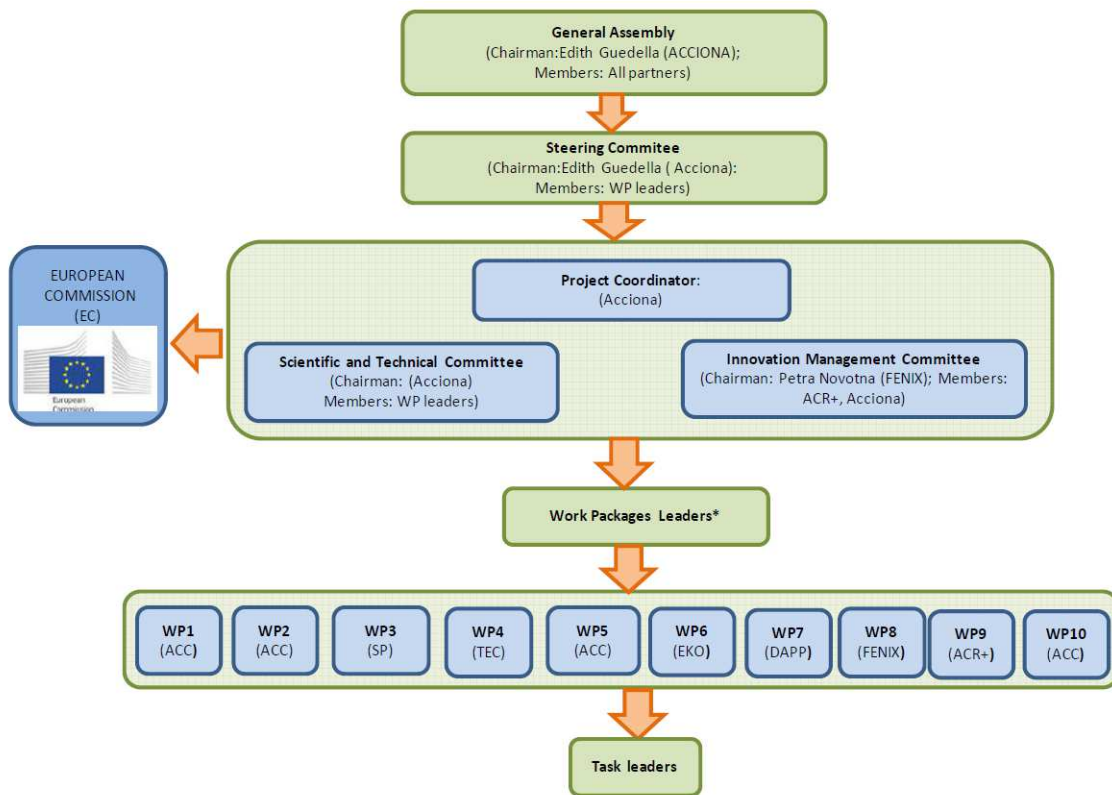 General Assembly
(Chairman:Edith Guedella (ACCIONA);
Members: All partners)
Steering Commitee
(Chairman:Edith Guedella ( Acciona):
Members: WP leaders)
EUROPEAN
COMMISSION
(EC)
European
Commission
Project Coordinator:
(Acciona)
Scientific and Technical Committee
(Chairman: (Acciona)
Members: WP leaders)
Innovation Management Committee
(Chairman: Petra Novotna (FENIX); Members:
ACR+, Acciona)
Work Packages Leaders*
WP1
(ACC)
WP2
(ACC)
WP3
(SP)
WP4
(TEC)
WP5
(ACC)
WP6
(EKO)
WP7
(DAPP)
WP8
(FENIX)
WP9
(ACR+)
WP10
(ACC)
Task leaders